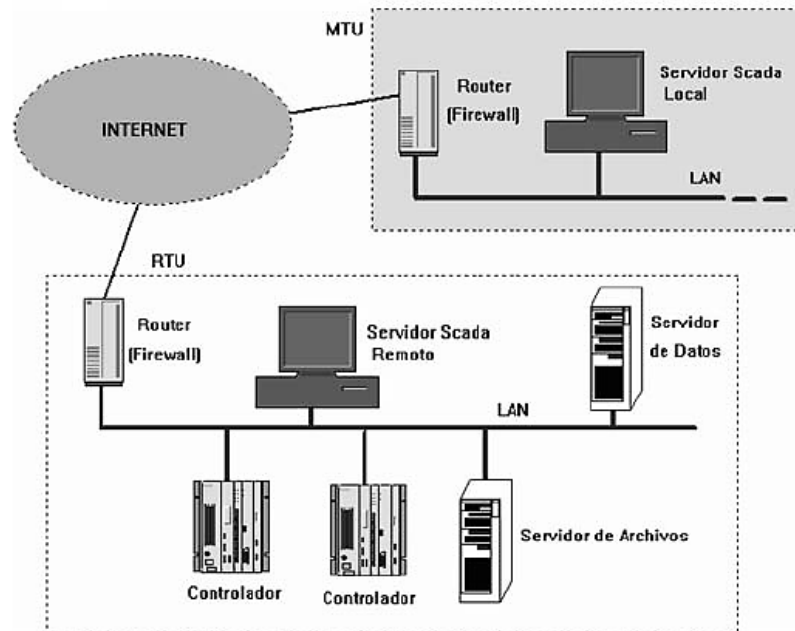 MTU
Router
(Firewall)
Servidor Scada
Local
INTERNET
LAN
RTU
Router
(Firewall)
Servidor Scada
Remoto
Servidor
de Datos
LAN
Controlador
Controlador
Servidor de Archivos